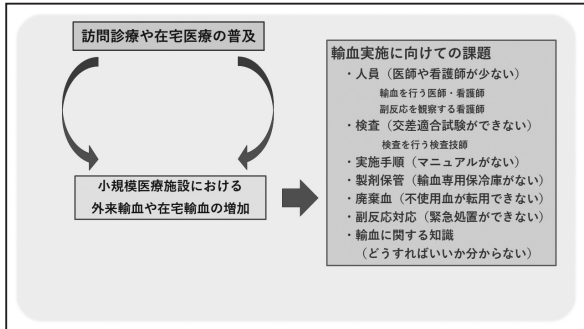 訪問診療や在宅医療の普及
小規模医療施設における
外来輸血や在宅輸血の増加
輸血実施に向けての課題
・人員（医師や看護師が少ない）
輸血を行う医師・看護師
副反応を観察する看護師
・検査（交差適合試験ができない）
検査を行う検査技師
・実施手順（マニュアルがない）
・製剤保管（輸血専用保冷庫がない）
・廃棄血（不使用血が転用できない）
・副反応対応（緊急処置ができない）
・輸血に関する知識
（どうすればいいか分からない）